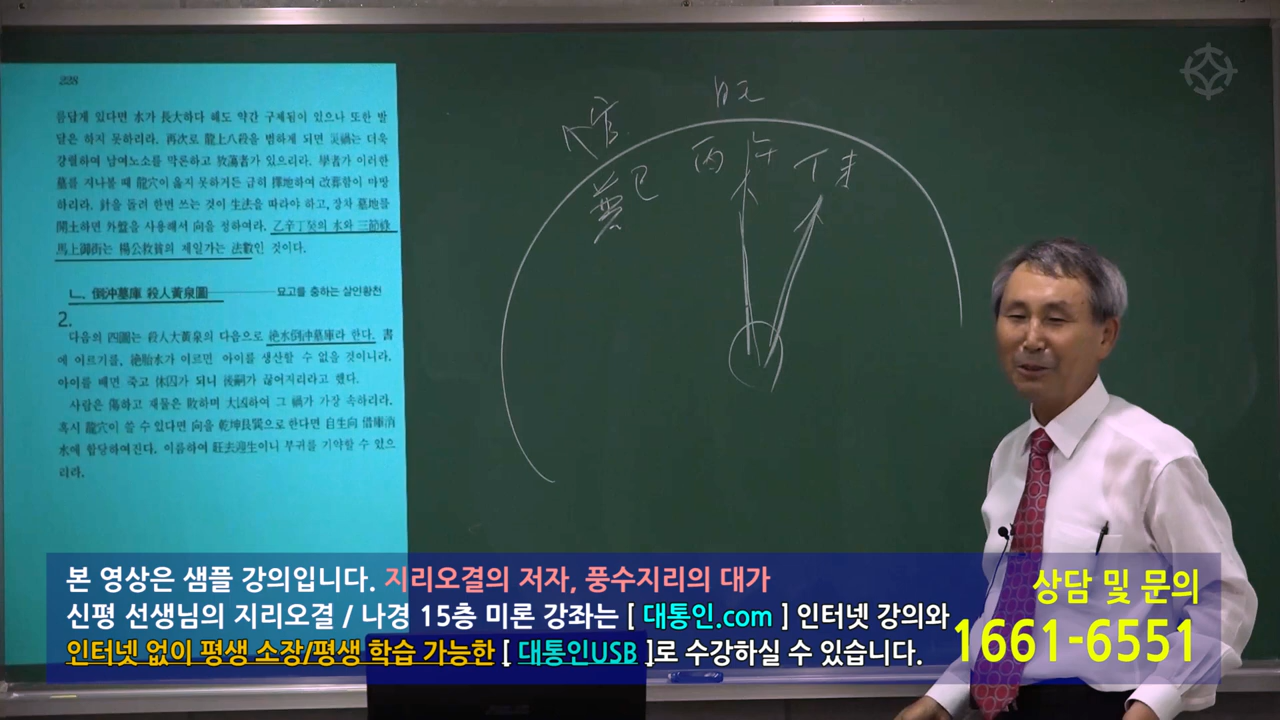 228
름답게 있다면 水가 長大하다 해도 약간 구제됨이 있으나 또한 발
달은 하지 못하리라. 再次로 龍上八殺을 범하게 되면 災禍는 더욱
강렬하여 남여노소를 막론하고 放蕩者가 있으리라. 學者가 이러한
墓를 지나볼 때 龍穴이 옳지 못하거든 급히 擇地하여 改葬함이 마땅
하리라. 針을 돌려 한번 쓰는 것이 生法을 따라야 하고, 장차 墓地를
開土하면 外盤을 사용해서 向을 정하여라. 乙辛丁癸의 水와 三節祿
馬上御街는 楊公救貧의 제일가는 法數인 것이다.
ㄴ. 倒沖墓庫 殺人黃泉圖
묘고를 충하는 살인황천
2.
다음의 四圖는 殺人大黃泉의 다음으로 絶水倒沖墓庫라 한다. 書
에 이르기를, 絶胎水가 이르면 아이를 생산할 수 없을 것이니라.
아이를 배면 죽고 休囚가 되니 後嗣가 끊어지리라고 했다.
사람은 傷하고 재물은 敗하며 大凶하여 그 禍가 가장 속하리라.
혹시 龍穴이 쓸 수 있다면 向을 乾坤艮巽으로 한다면 自生向 借庫消
水에 합당하여진다. 이름하여 旺去迎生이니 부귀를 기약할 수 있으
리라.
官 旺
巽巳 丙午 丁未
본 영상은 샘플 강의입니다. 지리오결의 저자, 풍수지리의 대가
신평 선생님의 지리오결 / 나경 15층 미론 강좌는 [ 대통인.com ] 인터넷 강의와
인터넷 없이 평생 소장/평생 학습 가능한 [ 대통인USB ]로 수강하실 수 있습니다.
상담 및 문의
1661-6551